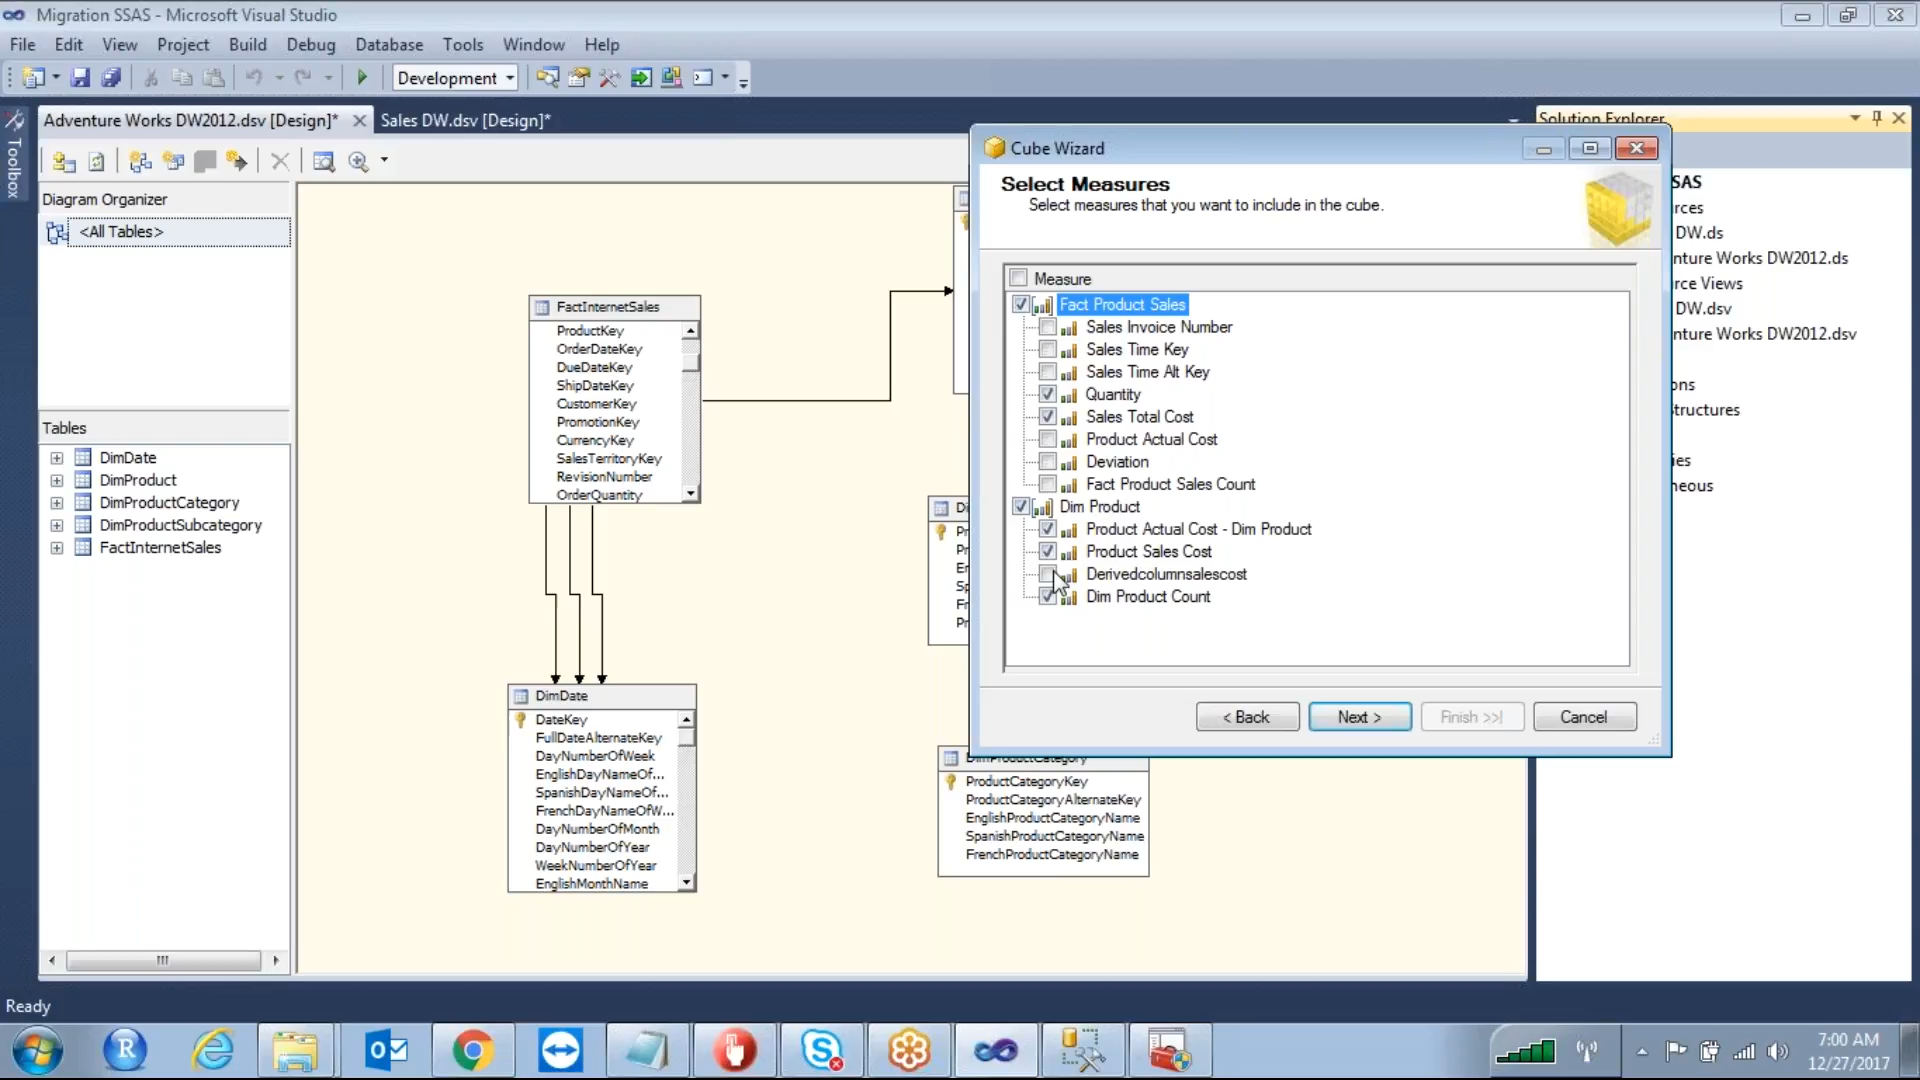 Migration SSAS - Microsoft Visual Studio
File Edit View Project Build Debug Database Tools Window Help
Development
Adventure Works DW2012.dsv [Design]*
Sales DW.dsv [Design]*
Toolbox
Diagram Organizer
<All Tables>
Tables
DimDate
DimProduct
DimProductCategory
DimProductSubcategory
FactInternetSales
FactInternetSales
ProductKey
OrderDateKey
DueDateKey
ShipDateKey
CustomerKey
PromotionKey
CurrencyKey
SalesTerritoryKey
RevisionNumber
OrderQuantity
DimDate
DateKey
FullDateAlternateKey
DayNumberOfWeek
EnglishDayNameOf...
SpanishDayNameOf...
FrenchDayNameOfW...
DayNumberOfMonth
DayNumberOfYear
WeekNumberOfYear
EnglishMonthName
DimProductCategory
ProductCategoryKey
ProductCategoryAlternateKey
EnglishProductCategoryName
SpanishProductCategoryName
FrenchProductCategoryName
Cube Wizard
Select Measures
Select measures that you want to include in the cube.
Measure
Fact Product Sales
Sales Invoice Number
Sales Time Key
Sales Time Alt Key
Quantity
Sales Total Cost
Product Actual Cost
Deviation
Fact Product Sales Count
Dim Product
Product Actual Cost - Dim Product
Product Sales Cost
Derivedcolumnsalescost
Dim Product Count
< Back
Next >
Finish >>|
Cancel
Solution Explorer
SSAS
rces
DW.ds
nture Works DW2012.ds
rce Views
DW.dsv
nture Works DW2012.dsv
ons
tructures
ies
neous
Ready
7:00 AM
12/27/2017